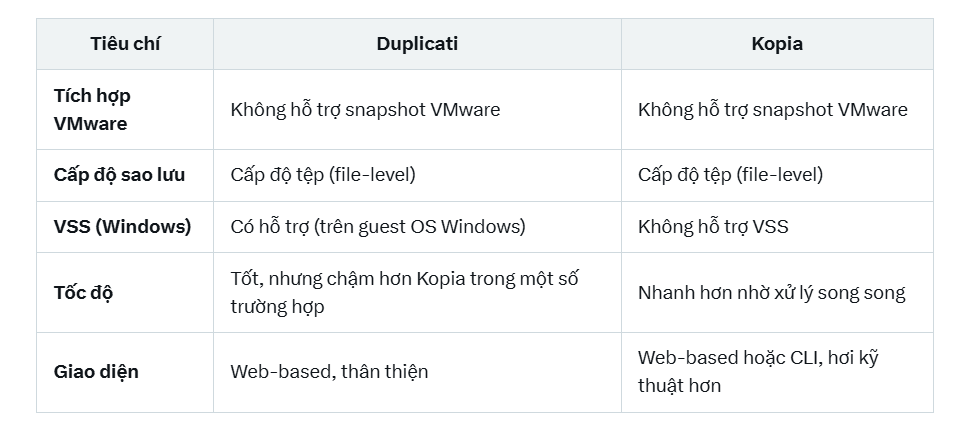 Tiêu chí Duplicati Kopia
Tích hợp
VMware
Không hỗ trợ snapshot VMware Không hỗ trợ snapshot VMware
Cấp độ sao lưu Cấp độ tệp (file-level) Cấp độ tệp (file-level)
VSS (Windows) Có hỗ trợ (trên guest OS Windows) Không hỗ trợ VSS
Tốc độ
Tốt, nhưng chậm hơn Kopia trong một số
trường hợp
Nhanh hơn nhờ xử lý song song
Giao diện
Web-based, thân thiện
Web-based hoặc CLI, hơi kỹ
thuật hơn